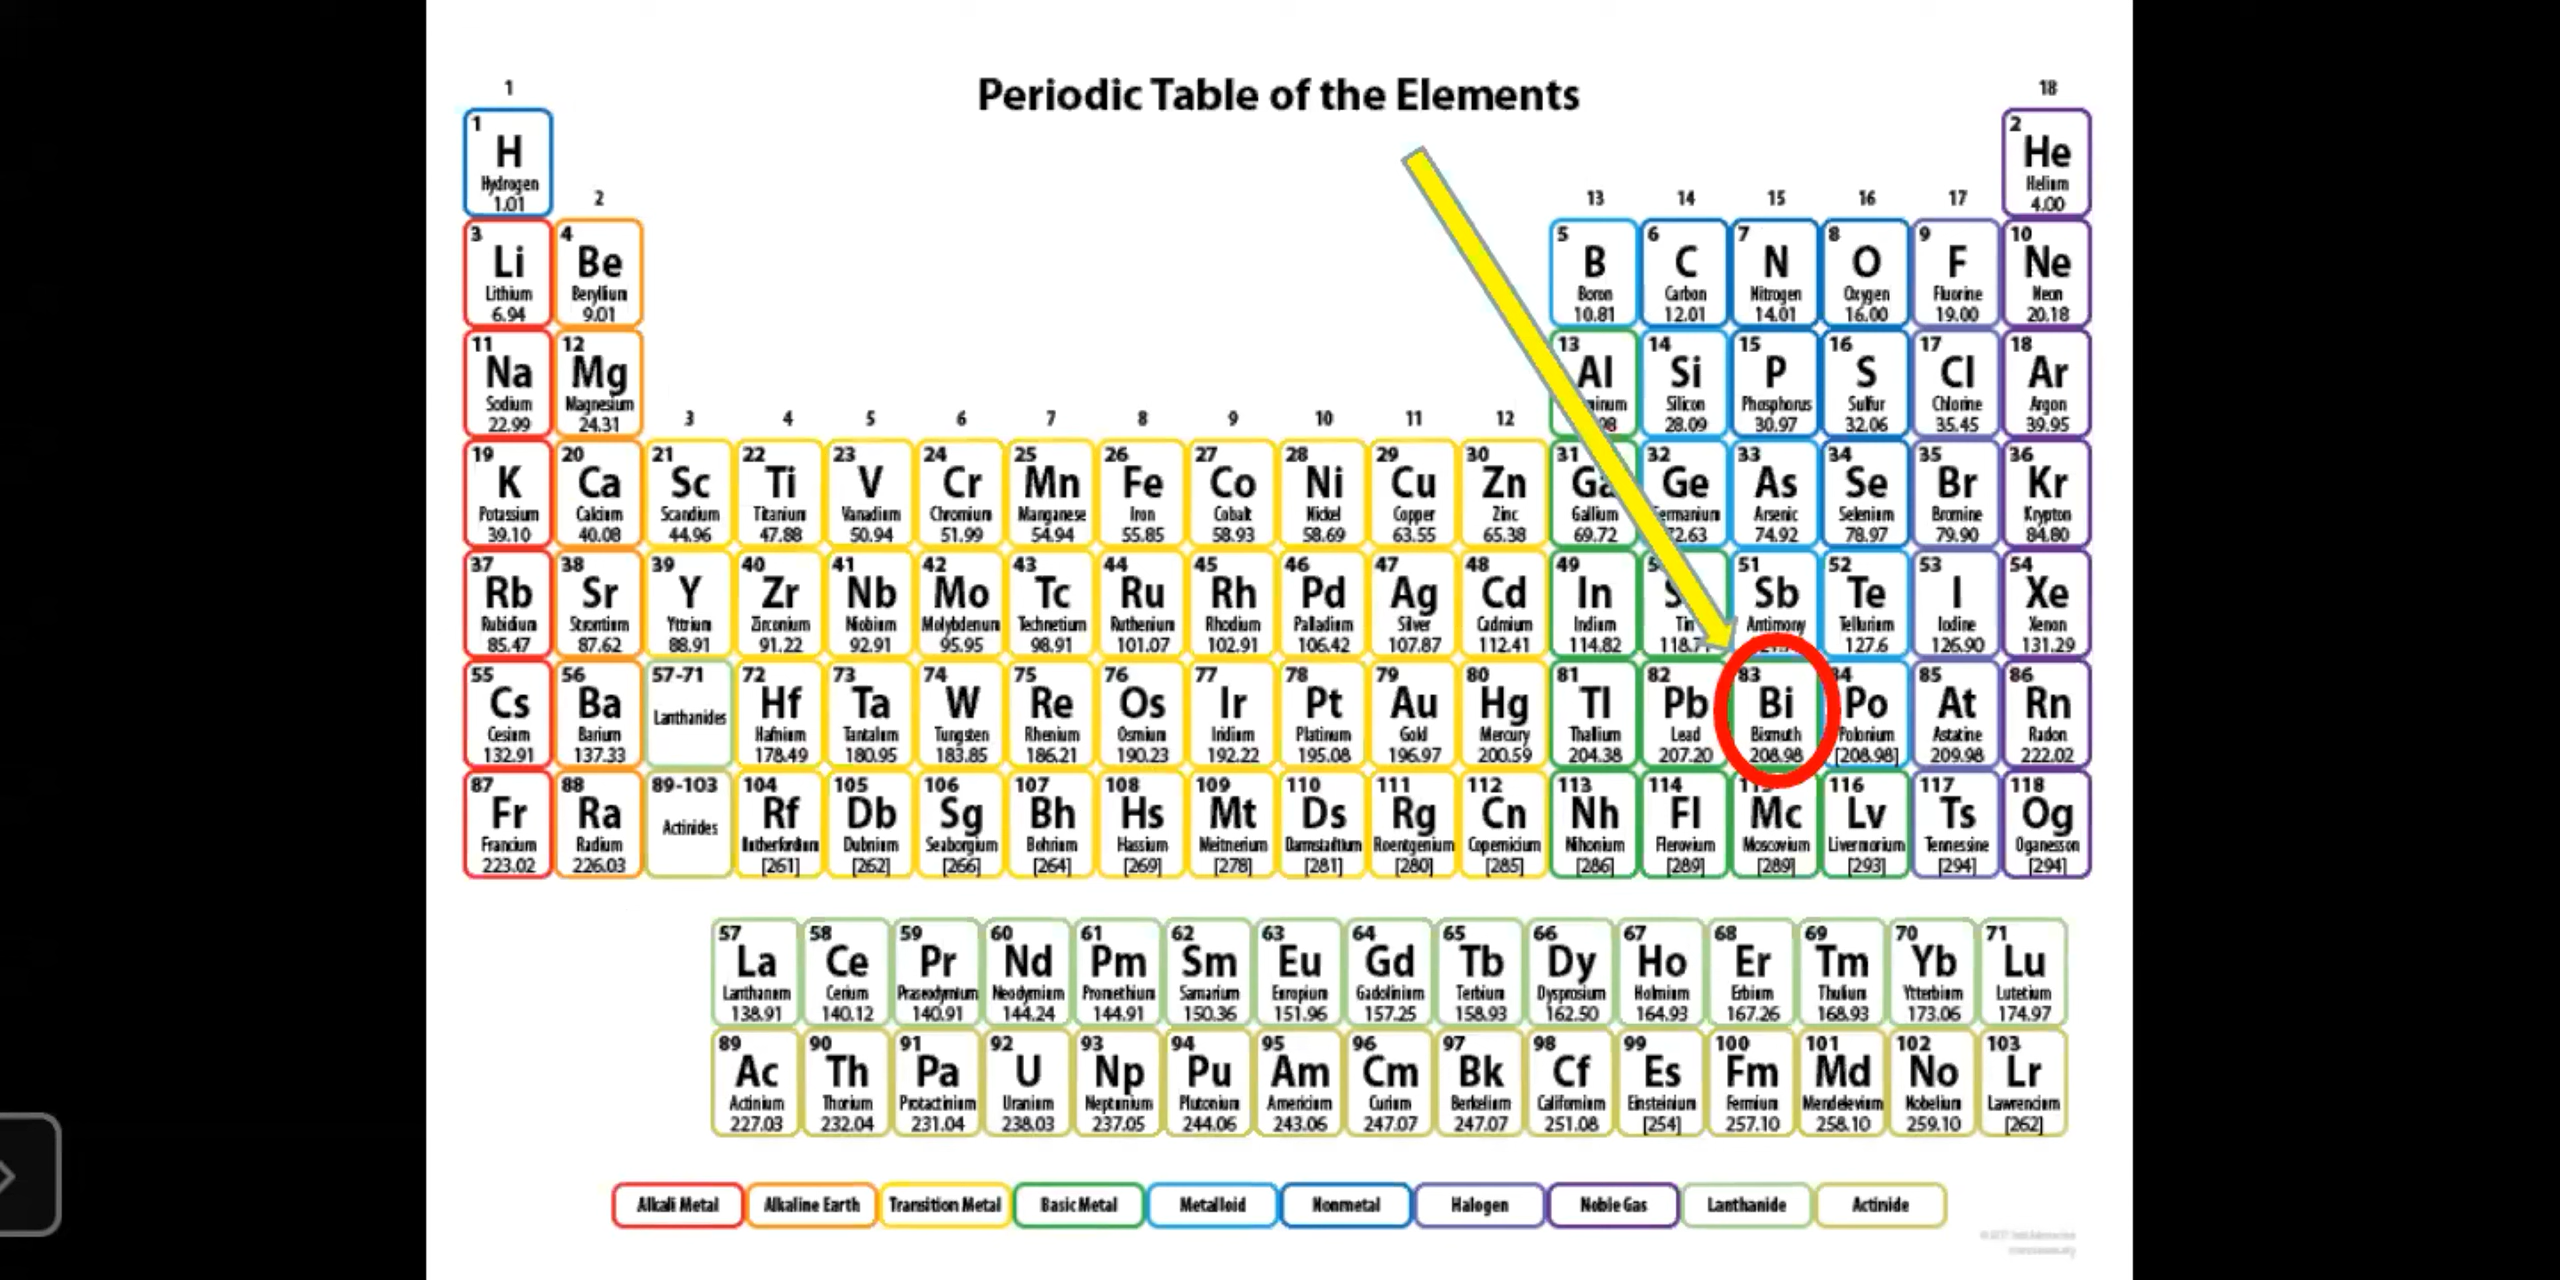 Periodic Table of the Elements
1 18
1 2
H He
Hydrogen Helium
1.01 2 4.00
13 14 15 16 17
3 4 5 6 7 8 9 10
Li Be B C N O F Ne
Lithium Beryllium Boron Carbon Nitrogen Oxygen Fluorine Neon
6.94 9.01 10.81 12.01 14.01 16.00 19.00 20.18
11 12 13 14 15 16 17 18
Na Mg Al Si P S Cl Ar
Sodium Magnesium Silicon Phosphorus Sulfur Chlorine Argon
22.99 24.31 28.09 30.97 32.06 35.45 39.95
3 4 5 6 7 8 9 10 11 12
19 20 21 22 23 24 25 26 27 28 29 30 31 32 33 34 35 36
K Ca Sc Ti V Cr Mn Fe Co Ni Cu Zn Ga Ge As Se Br Kr
Potassium Calcium Scandium Titanium Vanadium Chromium Manganese Iron Cobalt Nickel Copper Zinc Gallium Germanium Arsenic Selenium Bromine Krypton
39.10 40.08 44.96 47.88 50.94 51.99 54.94 55.85 58.93 58.69 63.55 65.38 69.72 72.63 74.92 78.97 79.90 84.80
37 38 39 40 41 42 43 44 45 46 47 48 49 51 52 53 54
Rb Sr Y Zr Nb Mo Tc Ru Rh Pd Ag Cd In Sb Te I Xe
Rubidium Strontium Yttrium Zirconium Niobium Molybdenum Technetium Ruthenium Rhodium Palladium Silver Cadmium Indium Tin Antimony Tellurium Iodine Xenon
85.47 87.62 88.91 91.22 92.91 95.95 98.91 101.07 102.91 106.42 107.87 112.41 114.82 127.6 126.90 131.29
55 56 57-71 72 73 74 75 76 77 78 79 80 81 82 83 84 85 86
Cs Ba Lanthanides Hf Ta W Re Os Ir Pt Au Hg Tl Pb Bi Po At Rn
Cesium Barium Hafnium Tantalum Tungsten Rhenium Osmium Iridium Platinum Gold Mercury Thallium Lead Bismuth Polonium Astatine Radon
132.91 137.33 178.49 180.95 183.85 186.21 190.23 192.22 195.08 196.97 200.59 204.38 207.20 208.98 [208.98] 209.98 222.02
87 88 89-103 104 105 106 107 108 109 110 111 112 113 114 115 116 117 118
Fr Ra Actinides Rf Db Sg Bh Hs Mt Ds Rg Cn Nh Fl Mc Lv Ts Og
Francium Radium Rutherfordium Dubnium Seaborgium Bohrium Hassium Meitnerium Darmstadtium Roentgenium Copernicium Nihonium Flerovium Moscovium Livermorium Tennessine Oganesson
223.02 226.03 [261] [262] [266] [264] [269] [278] [281] [280] [285] [286] [289] [289] [293] [294] [294]
57 58 59 60 61 62 63 64 65 66 67 68 69 70 71
La Ce Pr Nd Pm Sm Eu Gd Tb Dy Ho Er Tm Yb Lu
Lanthanum Cerium Praseodymium Neodymium Promethium Samarium Europium Gadolinium Terbium Dysprosium Holmium Erbium Thulium Ytterbium Lutetium
138.91 140.12 140.91 144.24 144.91 150.36 151.96 157.25 158.93 162.50 164.93 167.26 168.93 173.06 174.97
89 90 91 92 93 94 95 96 97 98 99 100 101 102 103
Ac Th Pa U Np Pu Am Cm Bk Cf Es Fm Md No Lr
Actinium Thorium Protactinium Uranium Neptunium Plutonium Americium Curium Berkelium Californium Einsteinium Fermium Mendelevium Nobelium Lawrencium
227.03 232.04 231.04 238.03 237.05 244.06 243.06 247.07 247.07 251.08 [254] 257.10 258.10 259.10 [262]
Alkali Metal Alkaline Earth Transition Metal Basic Metal Metalloid Nonmetal Halogen Noble Gas Lanthanide Actinide